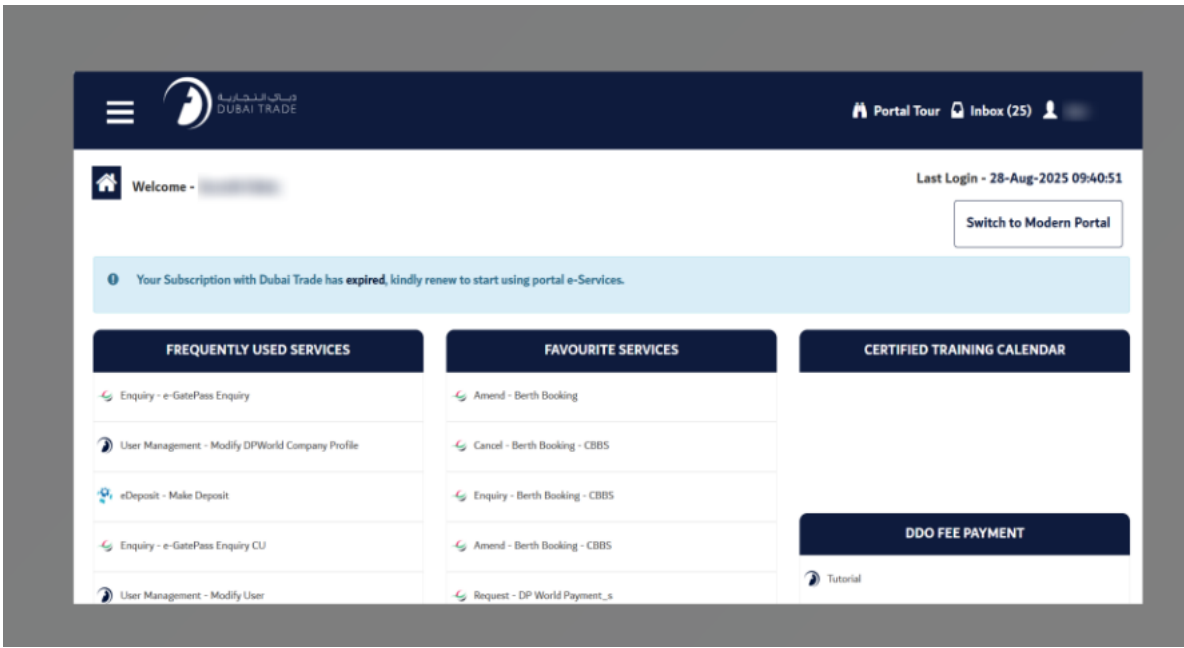 دبي التجارية
DUBAI TRADE
Portal Tour
Inbox (25)
Welcome -
Last Login - 28-Aug-2025 09:40:51
Switch to Modern Portal
Your Subscription with Dubai Trade has expired, kindly renew to start using portal e-Services.
FREQUENTLY USED SERVICES
Enquiry - e-GatePass Enquiry
User Management - Modify DPWorld Company Profile
eDeposit - Make Deposit
Enquiry - e-GatePass Enquiry CU
User Management - Modify User
FAVOURITE SERVICES
Amend - Berth Booking
Cancel - Berth Booking - CBBS
Enquiry - Berth Booking - CBBS
Amend - Berth Booking - CBBS
Request - DP World Payment_s
CERTIFIED TRAINING CALENDAR
DDO FEE PAYMENT
Tutorial